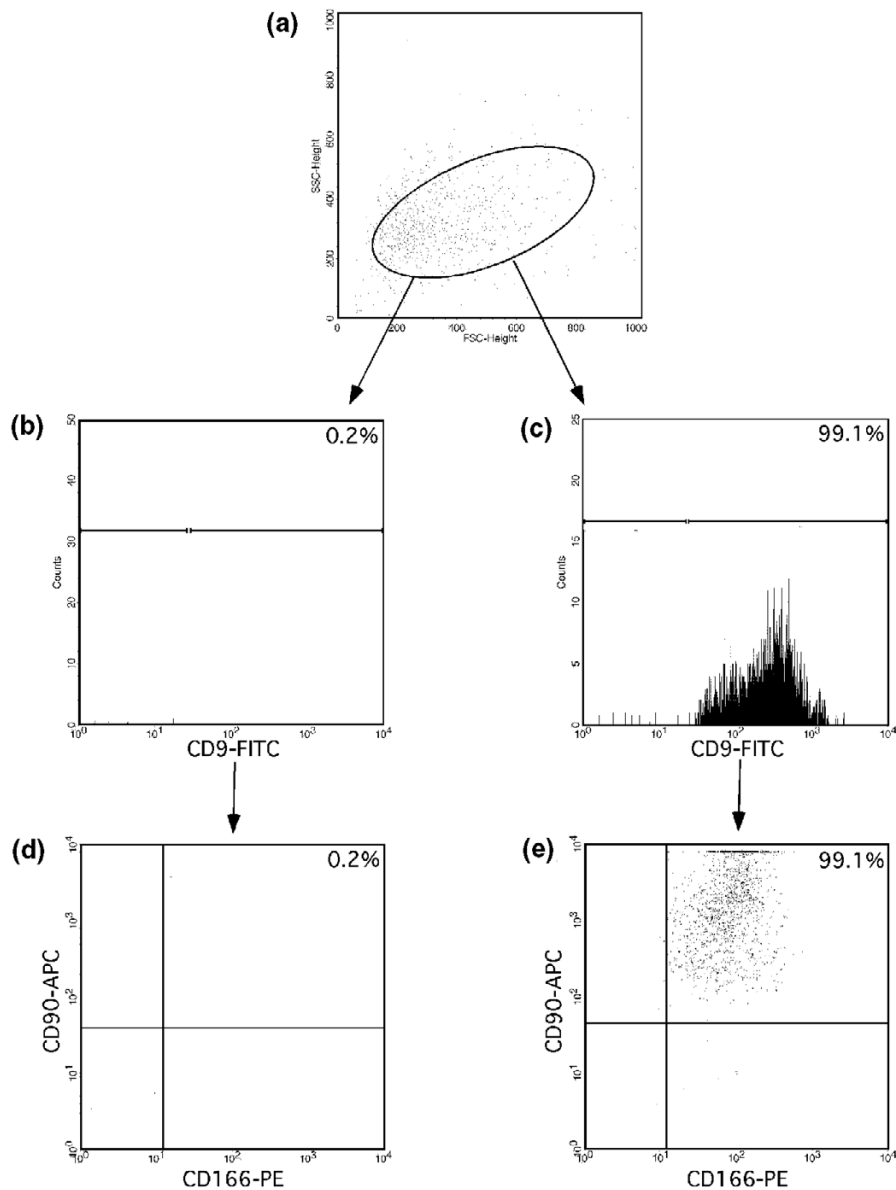 (a)
1000
800
600
400
200
0
SSC-Height
0 200 400 600 800 1000
FSC-Height
(b)
0.2%
50
40
30
20
10
0
Counts
10^0 10^1 10^2 10^3 10^4
CD9-FITC
(c)
99.1%
25
20
15
10
5
0
Counts
10^0 10^1 10^2 10^3 10^4
CD9-FITC
(d)
0.2%
10^4
10^3
10^2
10^1
10^0
CD90-APC
10^0 10^1 10^2 10^3 10^4
CD166-PE
(e)
99.1%
10^4
10^3
10^2
10^1
10^0
CD90-APC
10^0 10^1 10^2 10^3 10^4
CD166-PE